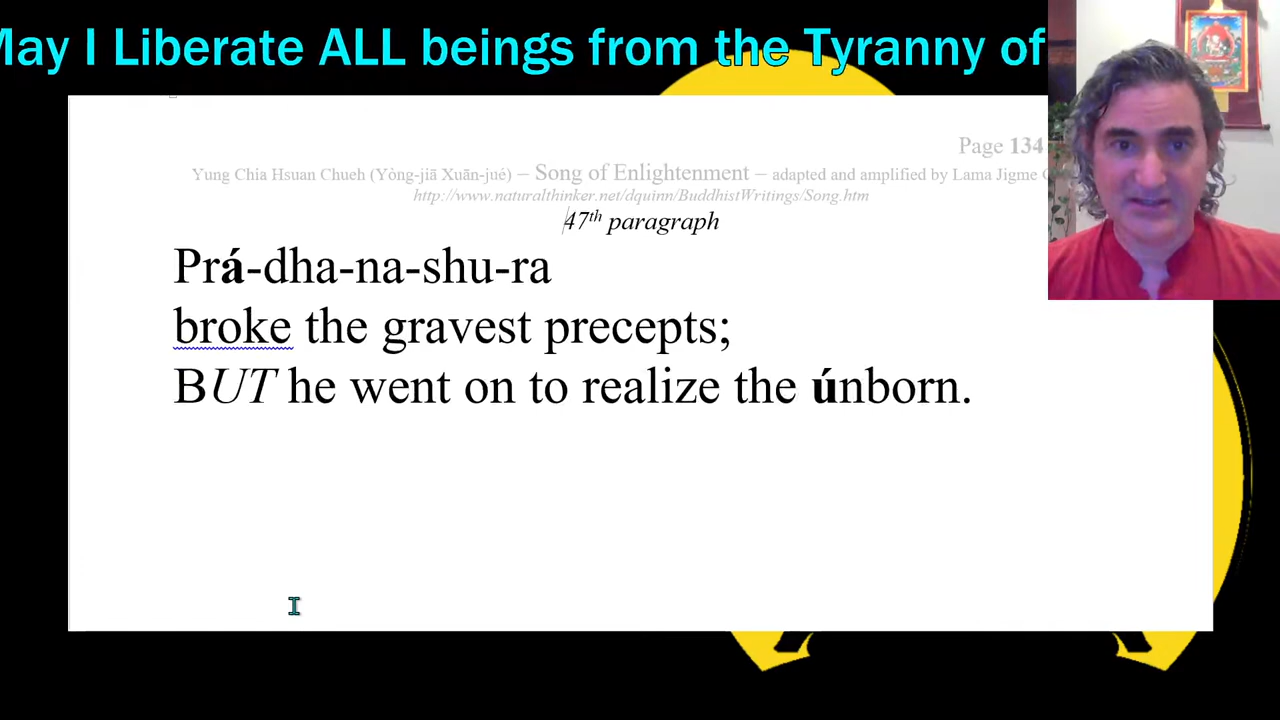 May I Liberate ALL beings from the Tyranny of
Page 134
Yung Chia Hsuan Chueh (Yòng-jiā Xuān-jué) – Song of Enlightenment – adapted and amplified by Lama Jigme
http://www.naturalthinker.net/dquinn/BuddhistWritings/Song.htm
47th paragraph
Prá-dha-na-shu-ra
broke the gravest precepts;
BUT he went on to realize the únborn.